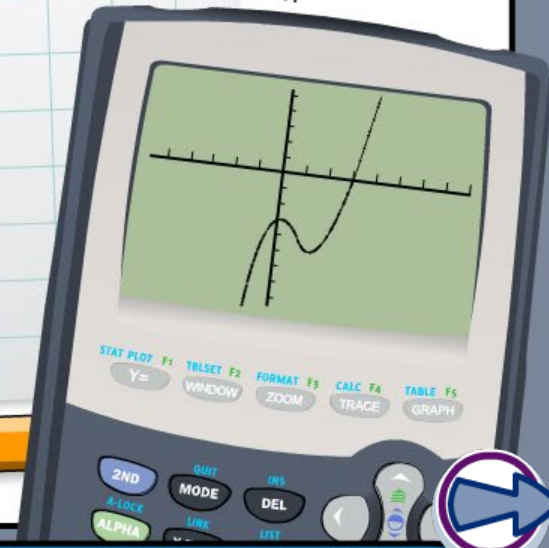 STAT PLOT F1 TBLSET F2 FORMAT F3 CALC F4 TABLE F5
Y= WINDOW ZOOM TRACE GRAPH
QUIT INS
2ND MODE DEL
A-LOCK LINK LIST
ALPHA